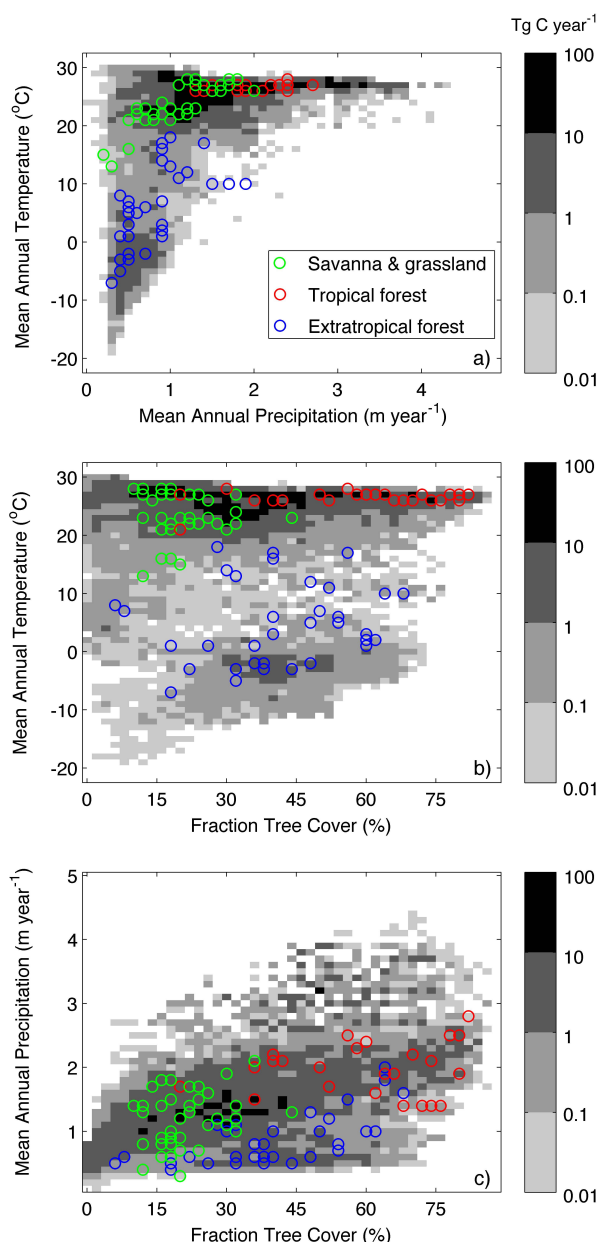 Tg C year⁻¹
30
20
10
0
-10
-20
Mean Annual Temperature (°C)
Savanna & grassland
Tropical forest
Extratropical forest
a)
0 1 2 3 4
Mean Annual Precipitation (m year⁻¹)
100
10
1
0.1
0.01
30
20
10
0
-10
-20
Mean Annual Temperature (°C)
b)
0 15 30 45 60 75
Fraction Tree Cover (%)
100
10
1
0.1
0.01
5
4
3
2
1
Mean Annual Precipitation (m year⁻¹)
c)
0 15 30 45 60 75
Fraction Tree Cover (%)
100
10
1
0.1
0.01